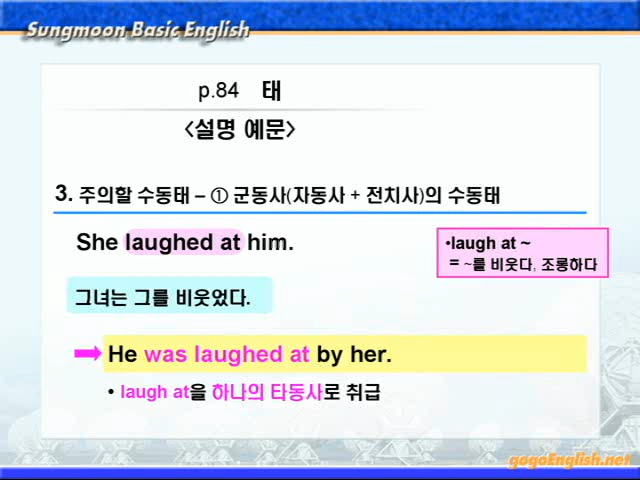 Sungmoon Basic English
p.84 태
<설명 예문>
3. 주의할 수동태 – ① 군동사(자동사 + 전치사)의 수동태
She laughed at him.
•laugh at ~
= ~를 비웃다, 조롱하다
그녀는 그를 비웃었다.
➡ He was laughed at by her.
• laugh at을 하나의 타동사로 취급
gogoEnglish.net